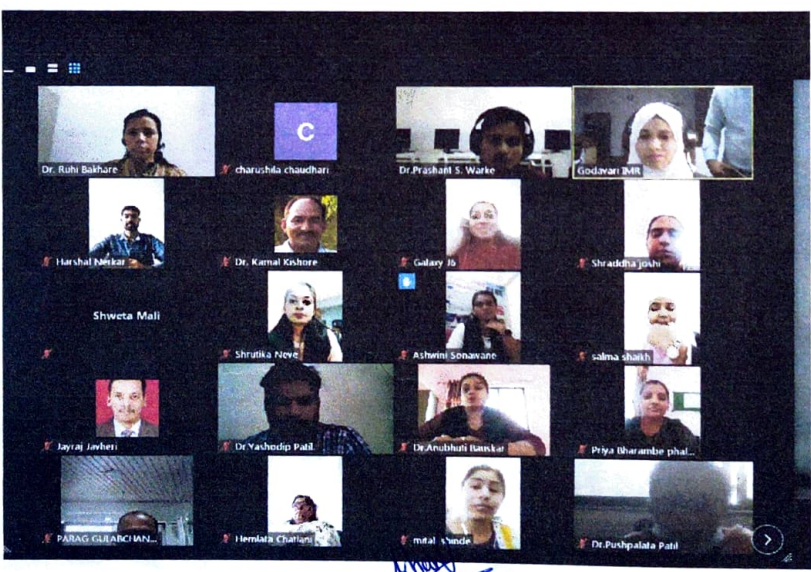 Dr. Ruhi Bakhare
C
charushila chaudhari
Dr.Prashant S. Warke
Godavari IMR
Harshal Nerkar
Dr. Kamal Kishore
Galaxy J6
Shraddha joshi
Shweta Mali
Shrutika Neve
Ashwini Sonawane
salma shaikh
Jayraj Javheri
Dr.Yashodip Patil
Dr.Anubhuti Bauskar
Priya Bharambe phal...
PARAG GULABCHAN...
Hemlata Chatlani
mital shinde
Dr.Pushpalata Patil